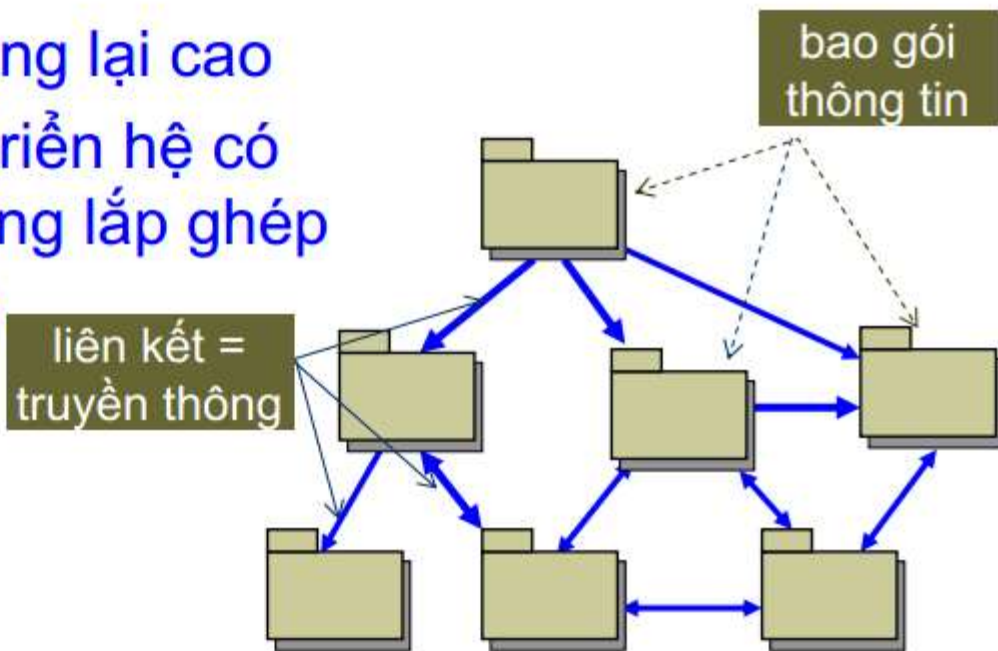 ng lại cao
riển hệ có
ng lắp ghép
bao gói
thông tin
liên kết =
truyền thông